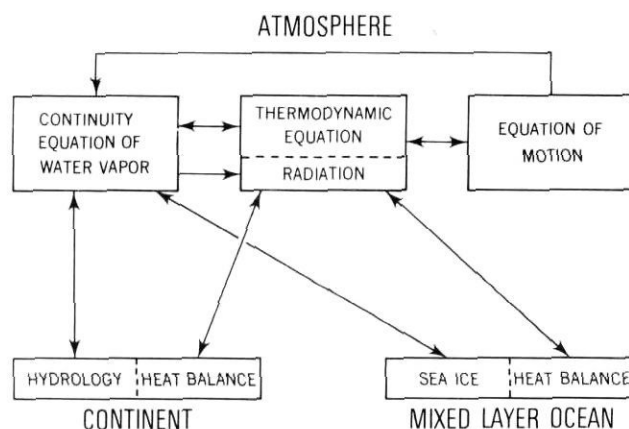 ATMOSPHERE
CONTINUITY
EQUATION OF
WATER VAPOR
THERMODYNAMIC
EQUATION
RADIATION
EQUATION OF
MOTION
HYDROLOGY
HEAT BALANCE
CONTINENT
SEA ICE
HEAT BALANCE
MIXED LAYER OCEAN